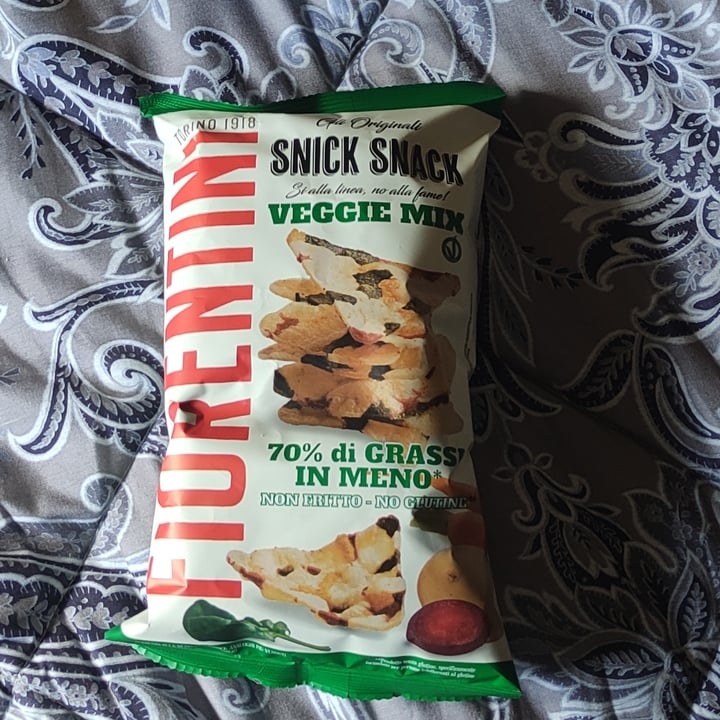 TORINO 1918
FIORENTINI
Gli Originali
SNICK SNACK
Sì alla linea, no alla fame!
VEGGIE MIX
70% di GRASSI
IN MENO*
NON FRITTO - NO GLUTINE